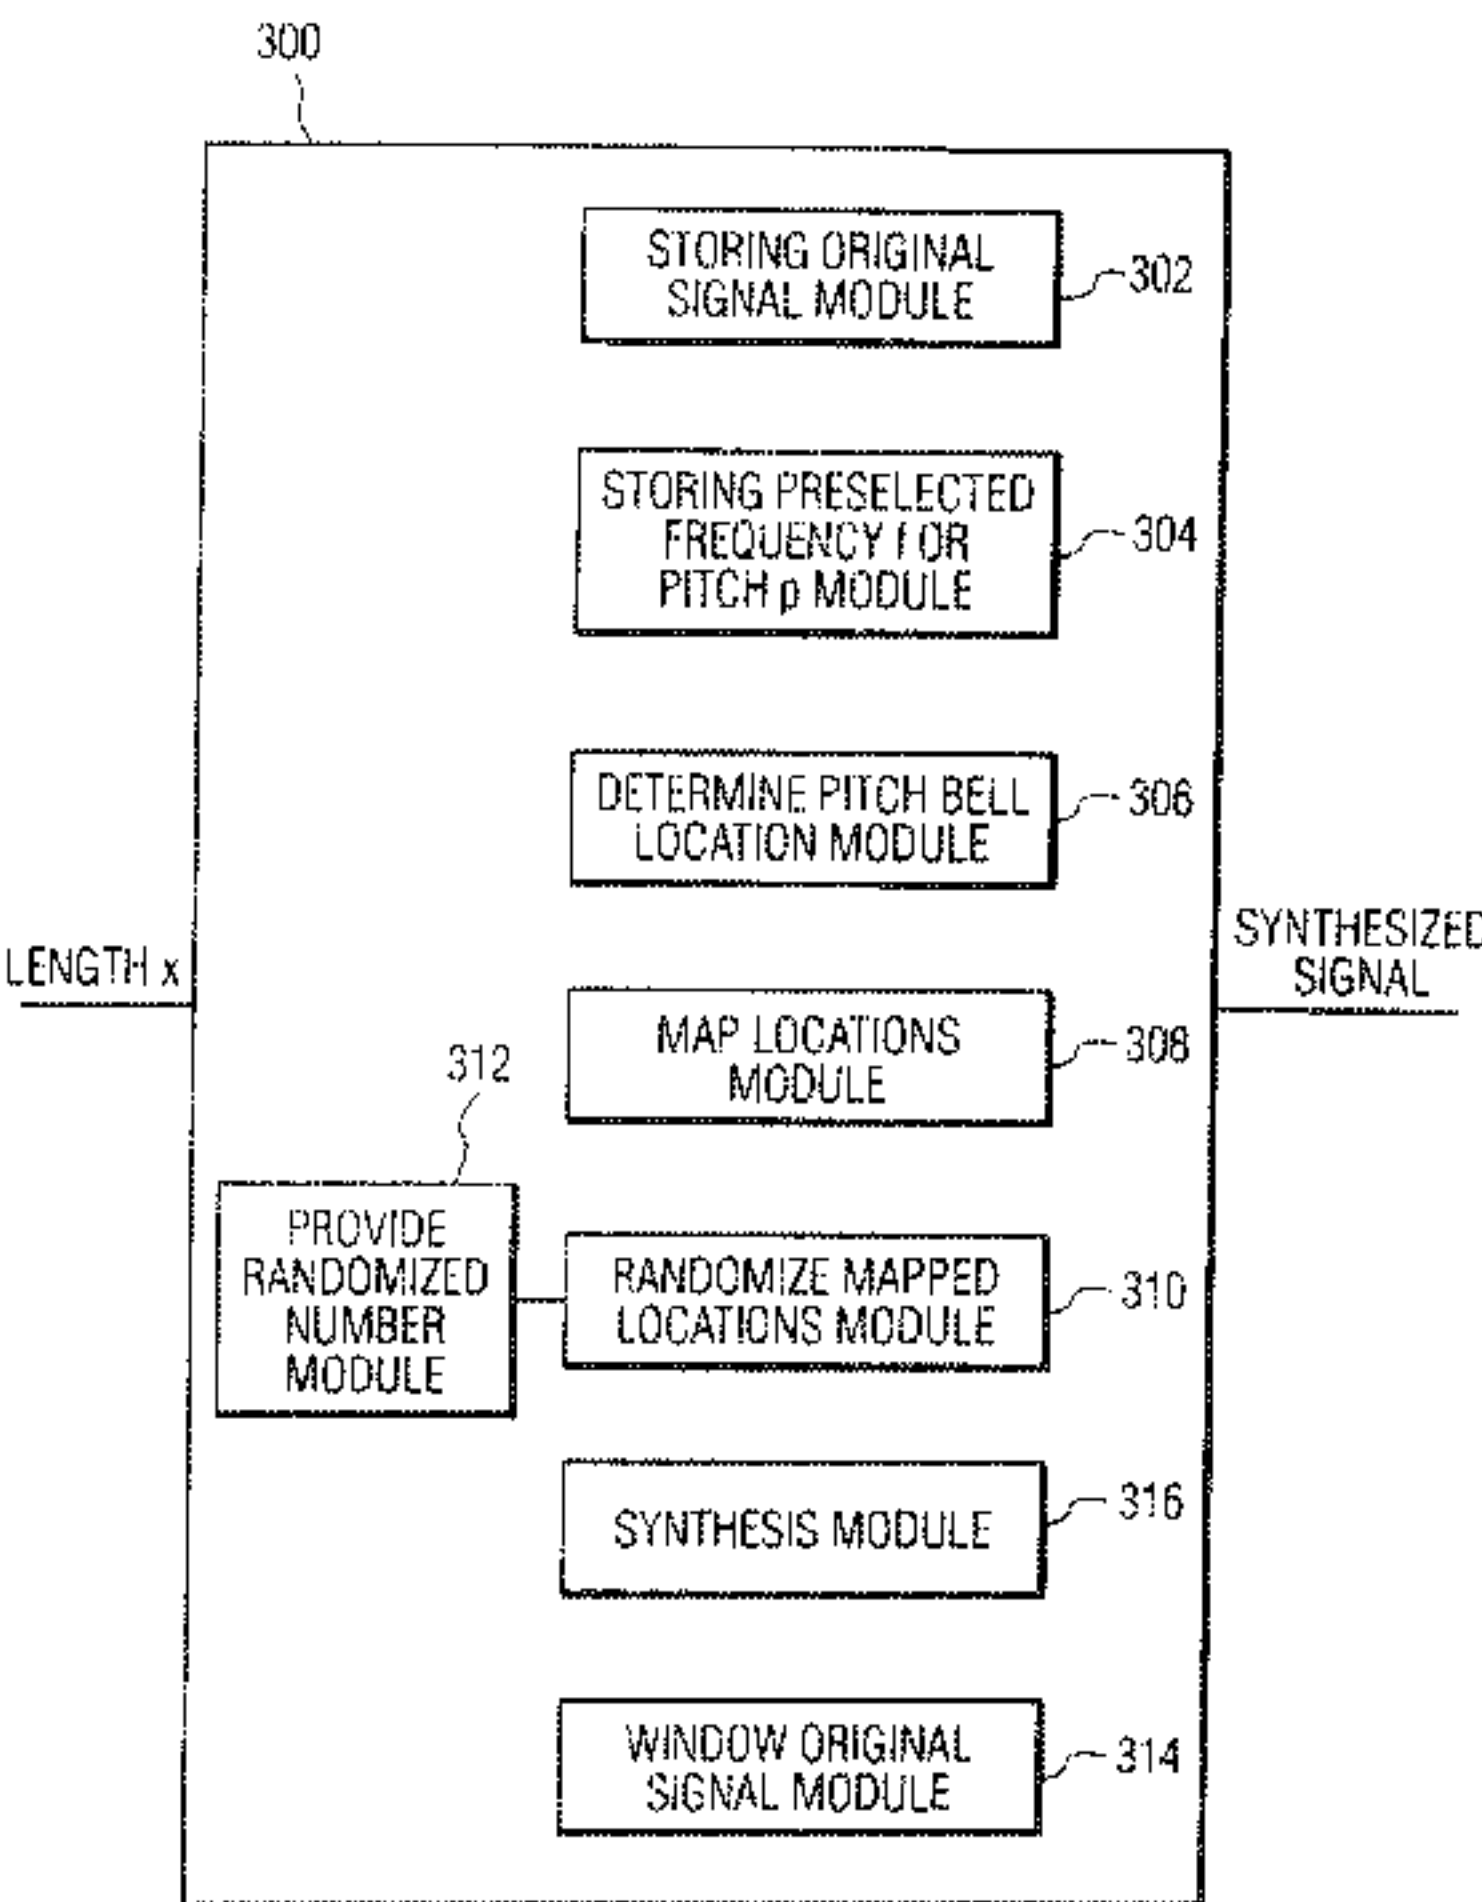 300
STORING ORIGINAL
SIGNAL MODULE
302
STORING PRESELECTED
FREQUENCY FOR
PITCH p MODULE
304
DETERMINE PITCH BELL
LOCATION MODULE
306
LENGTH x
SYNTHESIZED
SIGNAL
MAP LOCATIONS
MODULE
308
312
PROVIDE
RANDOMIZED
NUMBER
MODULE
RANDOMIZE MAPPED
LOCATIONS MODULE
310
SYNTHESIS MODULE
316
WINDOW ORIGINAL
SIGNAL MODULE
314